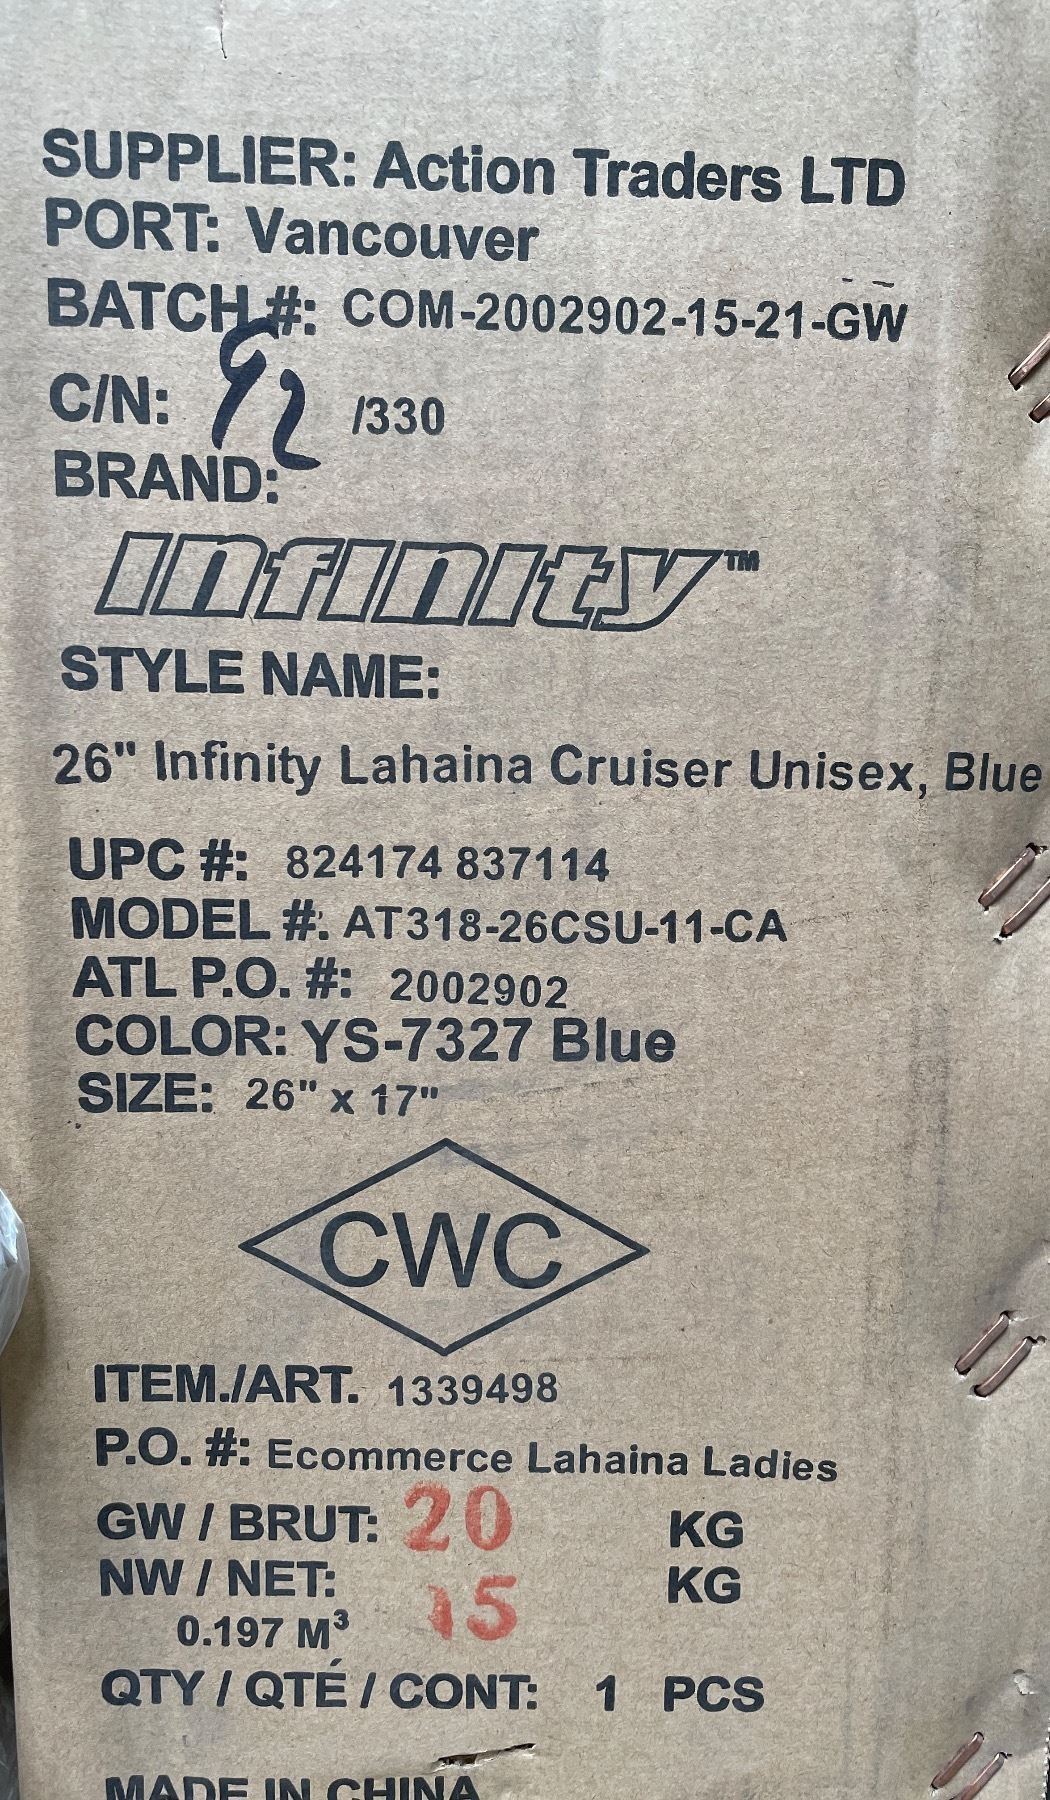 SUPPLIER: Action Traders LTD
PORT: Vancouver
BATCH #: COM-2002902-15-21-GW
C/N: 92 /330
BRAND:
Infinity™
STYLE NAME:
26" Infinity Lahaina Cruiser Unisex, Blue
UPC #: 824174 837114
MODEL #: AT318-26CSU-11-CA
ATL P.O. #: 2002902
COLOR: YS-7327 Blue
SIZE: 26" x 17"
CWC
ITEM./ART. 1339498
P.O. #: Ecommerce Lahaina Ladies
GW / BRUT: 20 KG
NW / NET: 15 KG
0.197 M³
QTY / QTÉ / CONT: 1 PCS
MADE IN CHINA